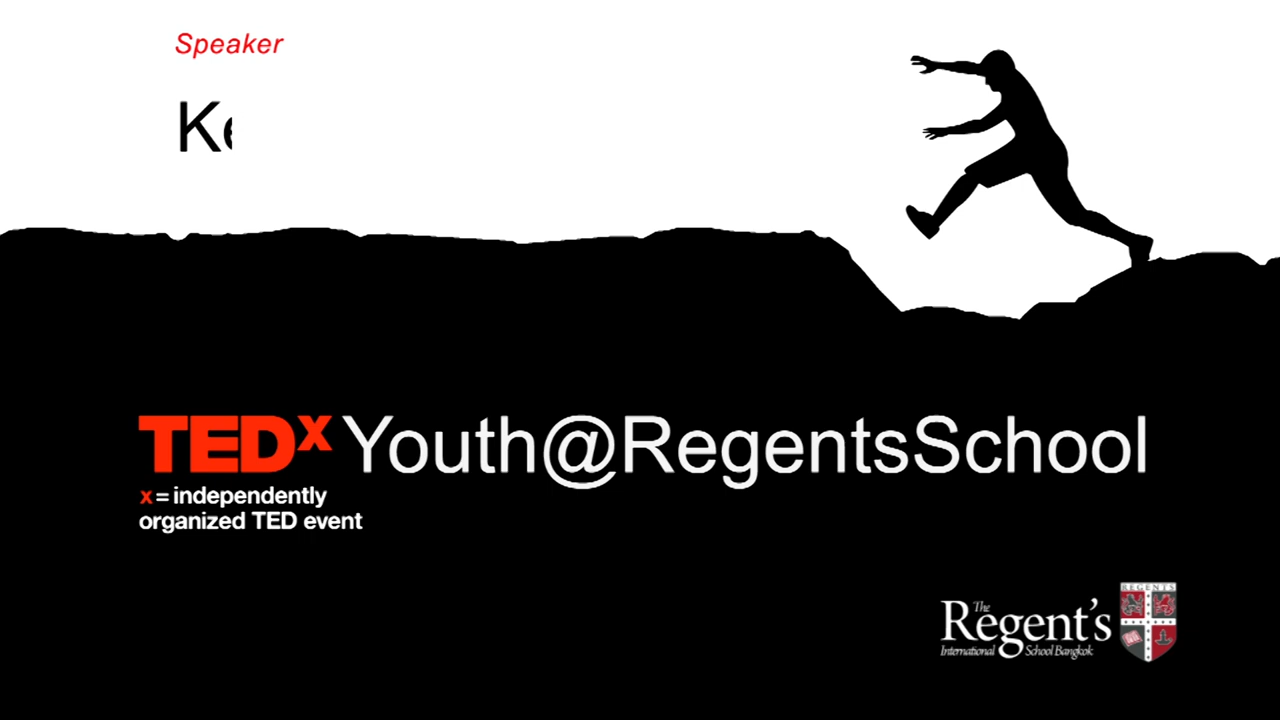 Speaker
TEDx Youth@RegentsSchool
x = independently
organized TED event
REGENTS
The
Regent's
International School Bangkok